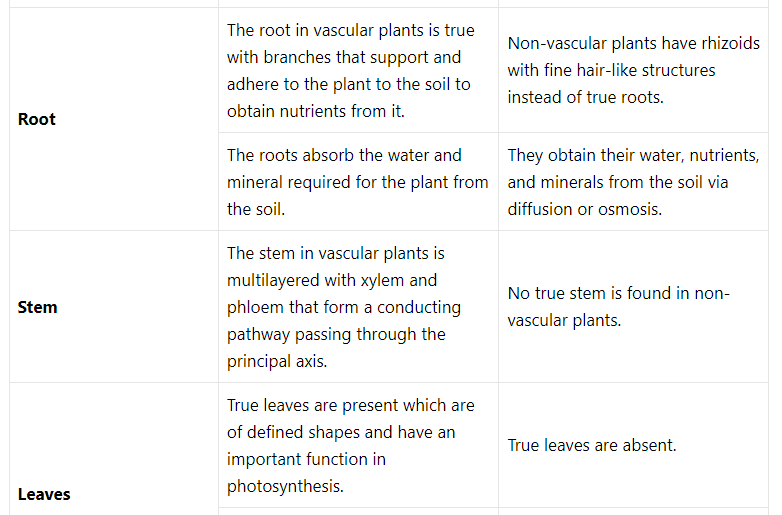 Root
The root in vascular plants is true
with branches that support and
adhere to the plant to the soil to
obtain nutrients from it.
Non-vascular plants have rhizoids
with fine hair-like structures
instead of true roots.
The roots absorb the water and
mineral required for the plant from
the soil.
They obtain their water, nutrients,
and minerals from the soil via
diffusion or osmosis.
Stem
The stem in vascular plants is
multilayered with xylem and
phloem that form a conducting
pathway passing through the
principal axis.
No true stem is found in non-
vascular plants.
Leaves
True leaves are present which are
of defined shapes and have an
important function in
photosynthesis.
True leaves are absent.